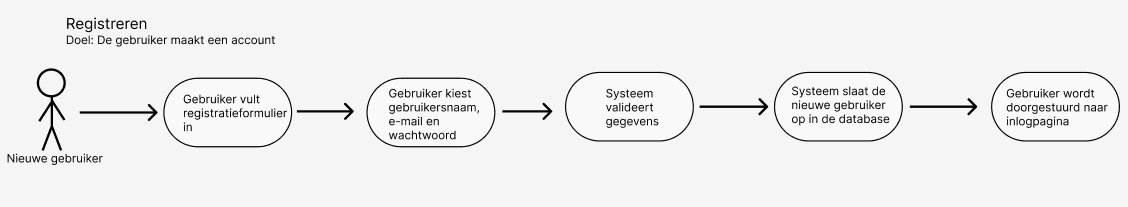 Registreren
Doel: De gebruiker maakt een account
Nieuwe gebruiker
Gebruiker vult
registratieformulier
in
Gebruiker kiest
gebruikersnaam,
e-mail en
wachtwoord
Systeem
valideert
gegevens
Systeem slaat de
nieuwe gebruiker
op in de database
Gebruiker wordt
doorgestuurd naar
inlogpagina